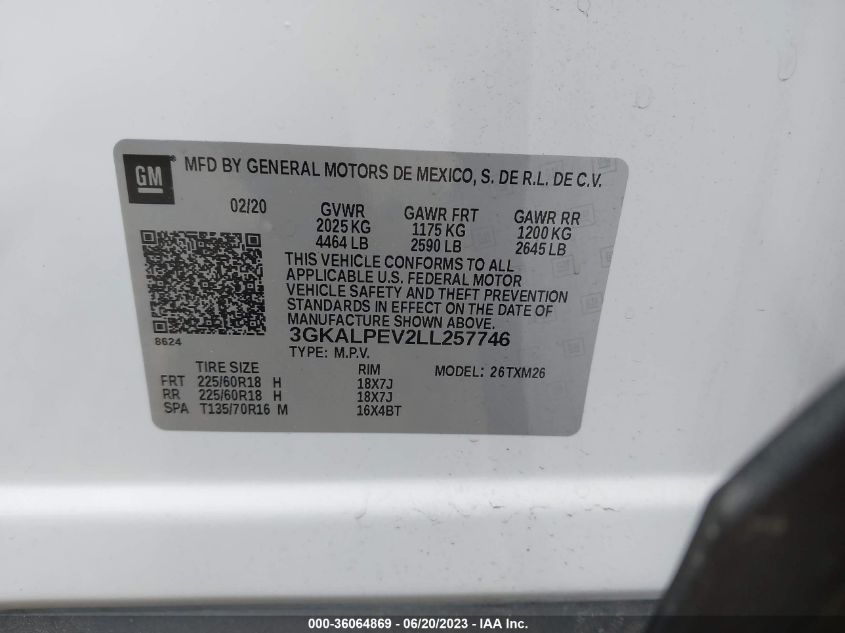 GM
MFD BY GENERAL MOTORS DE MEXICO, S. DE R.L. DE C.V.
02/20
GVWR
2025 KG
4464 LB
GAWR FRT
1175 KG
2590 LB
GAWR RR
1200 KG
2645 LB
THIS VEHICLE CONFORMS TO ALL
APPLICABLE U.S. FEDERAL MOTOR
VEHICLE SAFETY AND THEFT PREVENTION
STANDARDS IN EFFECT ON THE DATE OF
MANUFACTURE SHOWN ABOVE.
8624
3GKALPEV2LL257746
TYPE: M.P.V.
TIRE SIZE RIM MODEL: 26TXM26
FRT 225/60R18 H 18X7J
RR 225/60R18 H 18X7J
SPA T135/70R16 M 16X4BT
000-36064869 - 06/20/2023 - IAA Inc.